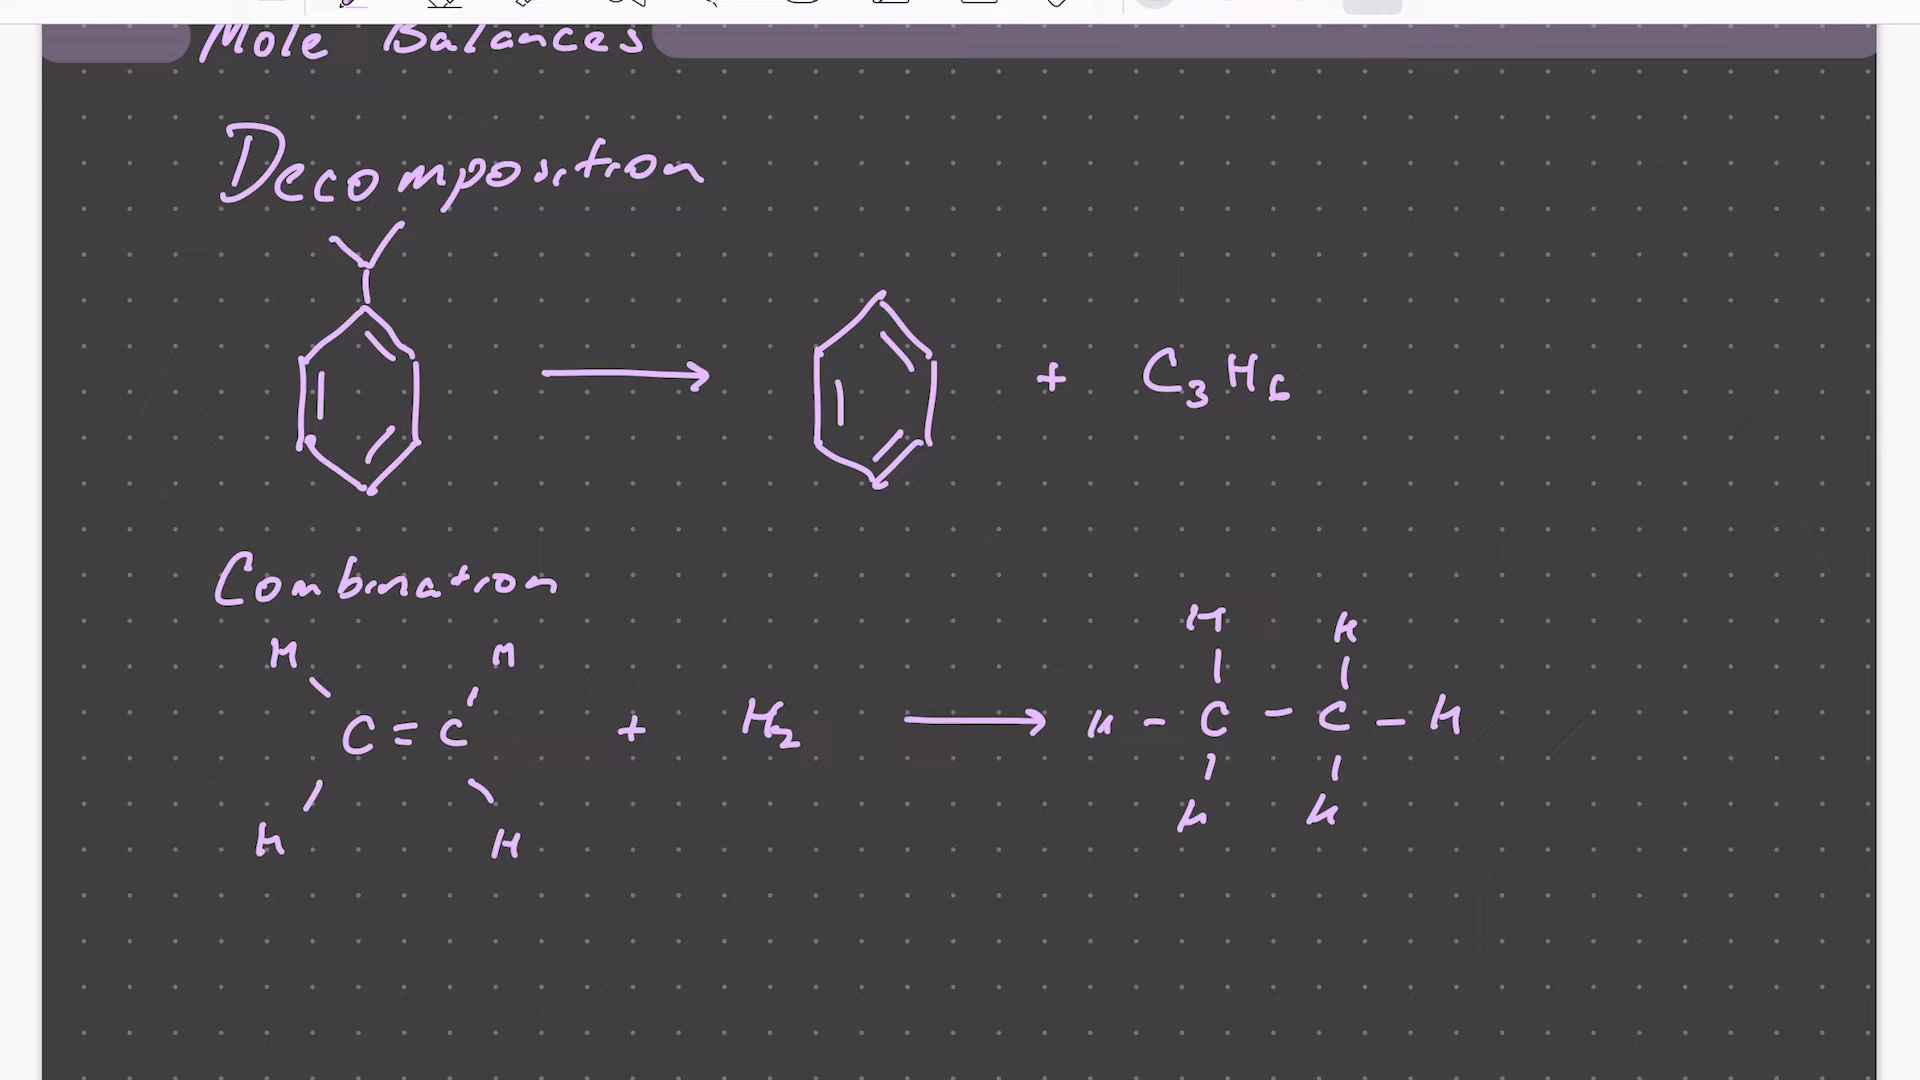 Mole Balances
Decomposition
→ + C₃H₆
Combination
H H H H
C = C + H₂ → H - C - C - H
H H H H